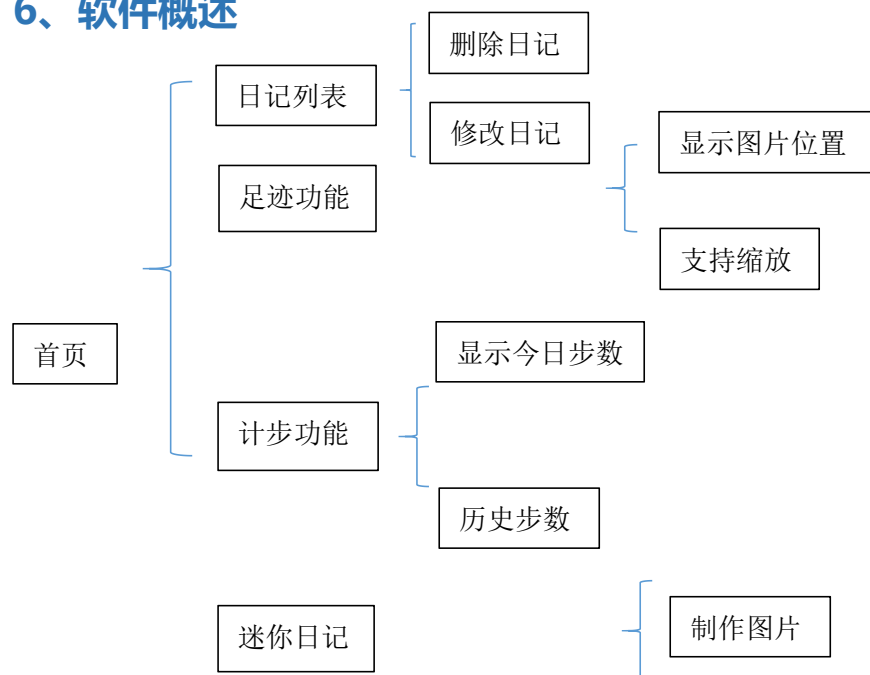 6、软件概述
删除日记
日记列表
修改日记
显示图片位置
足迹功能
支持缩放
首页
显示今日步数
计步功能
历史步数
迷你日记
制作图片